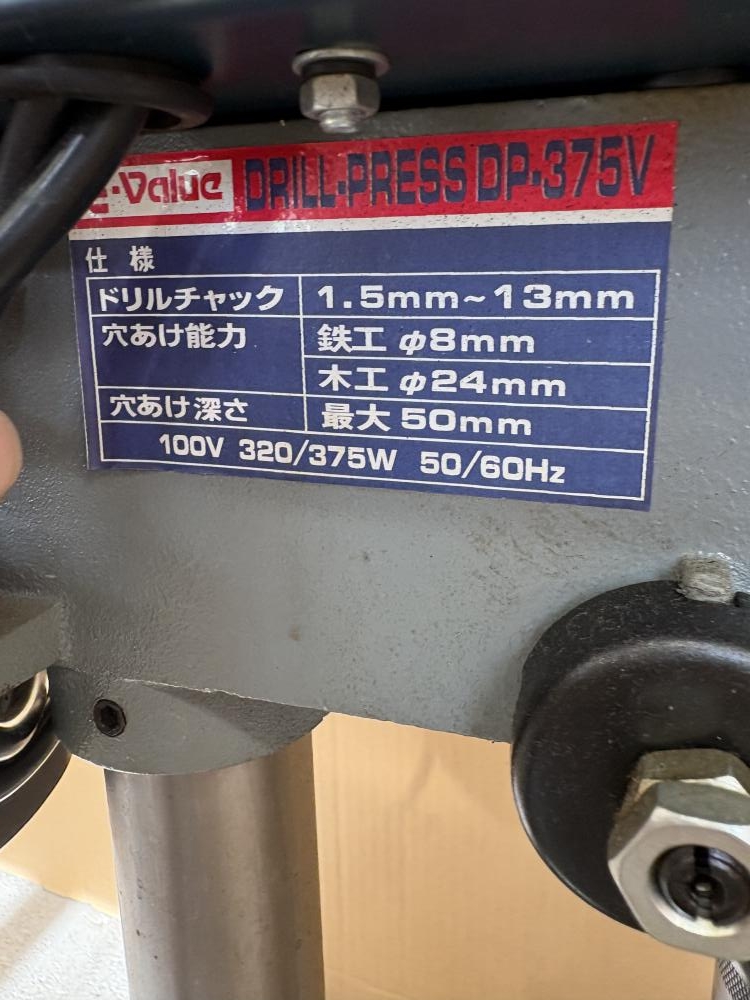 E-Value DRILL-PRESS DP-375V
仕様
ドリルチャック 1.5mm~13mm
穴あけ能力 鉄工 φ8mm
木工 φ24mm
穴あけ深さ 最大 50mm
100V 320/375W 50/60Hz